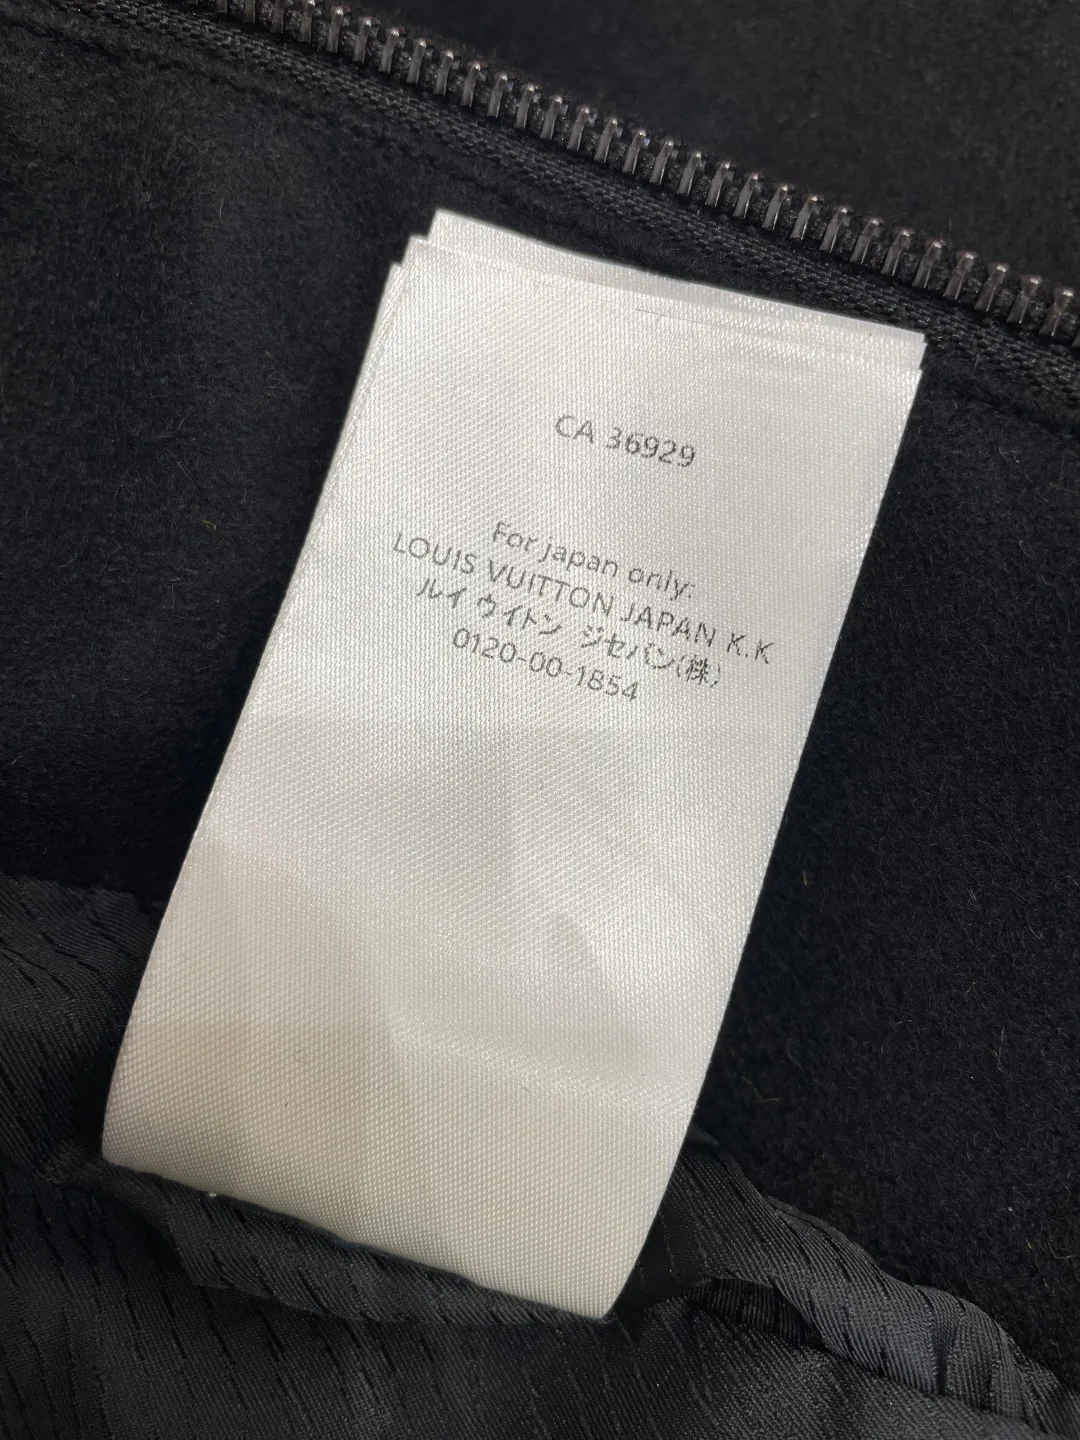 CA 36929
For japan only:
LOUIS VUITTON JAPAN K.K
ルイ ウイトン ジセパン(株)
0120-00-1854